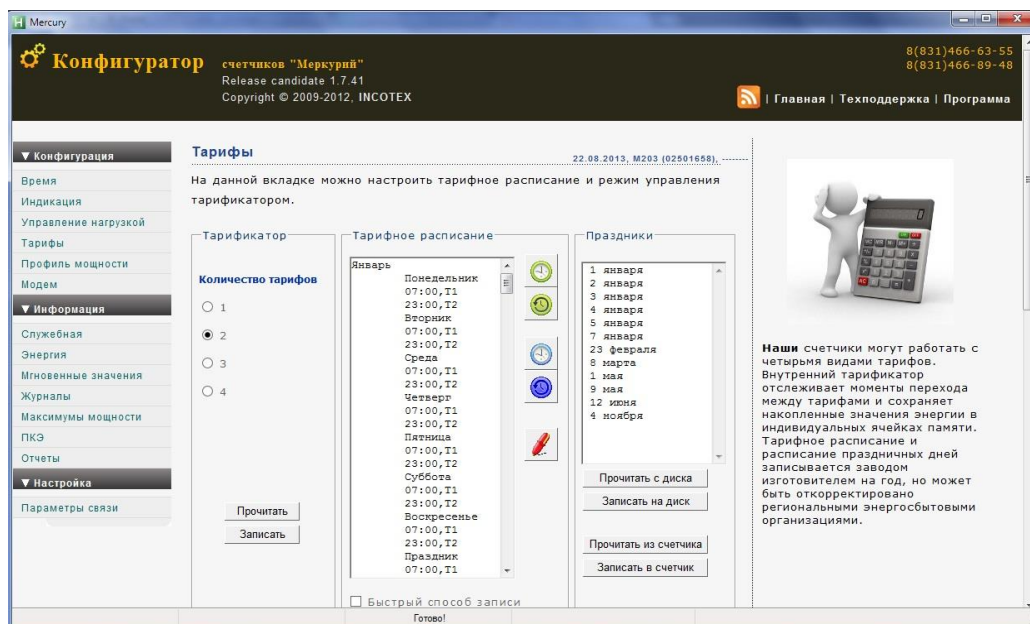 Mercury
Конфигуратор
счетчиков "Меркурий"
Release candidate 1.7.41
Copyright © 2009-2012, INCOTEX
8(831)466-63-55
8(831)466-89-48
| Главная | Техподдержка | Программа
▼ Конфигурация
Время
Индикация
Управление нагрузкой
Тарифы
Профиль мощности
Модем
▼ Информация
Служебная
Энергия
Мгновенные значения
Журналы
Максимумы мощности
ПКЭ
Отчеты
▼ Настройка
Параметры связи
Тарифы
22.08.2013, M203 (02501658), -------
На данной вкладке можно настроить тарифное расписание и режим управления
тарификатором.
Тарификатор
Количество тарифов
1
2
3
4
Прочитать
Записать
Тарифное расписание
Январь
Понедельник
07:00,T1
23:00,T2
Вторник
07:00,T1
23:00,T2
Среда
07:00,T1
23:00,T2
Четверг
07:00,T1
23:00,T2
Пятница
07:00,T1
23:00,T2
Суббота
07:00,T1
23:00,T2
Воскресенье
07:00,T1
23:00,T2
Праздник
07:00,T1
Быстрый способ записи
Праздники
1 января
2 января
3 января
4 января
5 января
7 января
23 февраля
8 марта
1 мая
9 мая
12 июня
4 ноября
Прочитать с диска
Записать на диск
Прочитать из счетчика
Записать в счетчик
Наши счетчики могут работать с
четырьмя видами тарифов.
Внутренний тарификатор
отслеживает моменты перехода
между тарифами и сохраняет
накопленные значения энергии в
индивидуальных ячейках памяти.
Тарифное расписание и
расписание праздничных дней
записывается заводом
изготовителем на год, но может
быть откорректировано
региональными энергосбытовыми
организациями.
Готово!